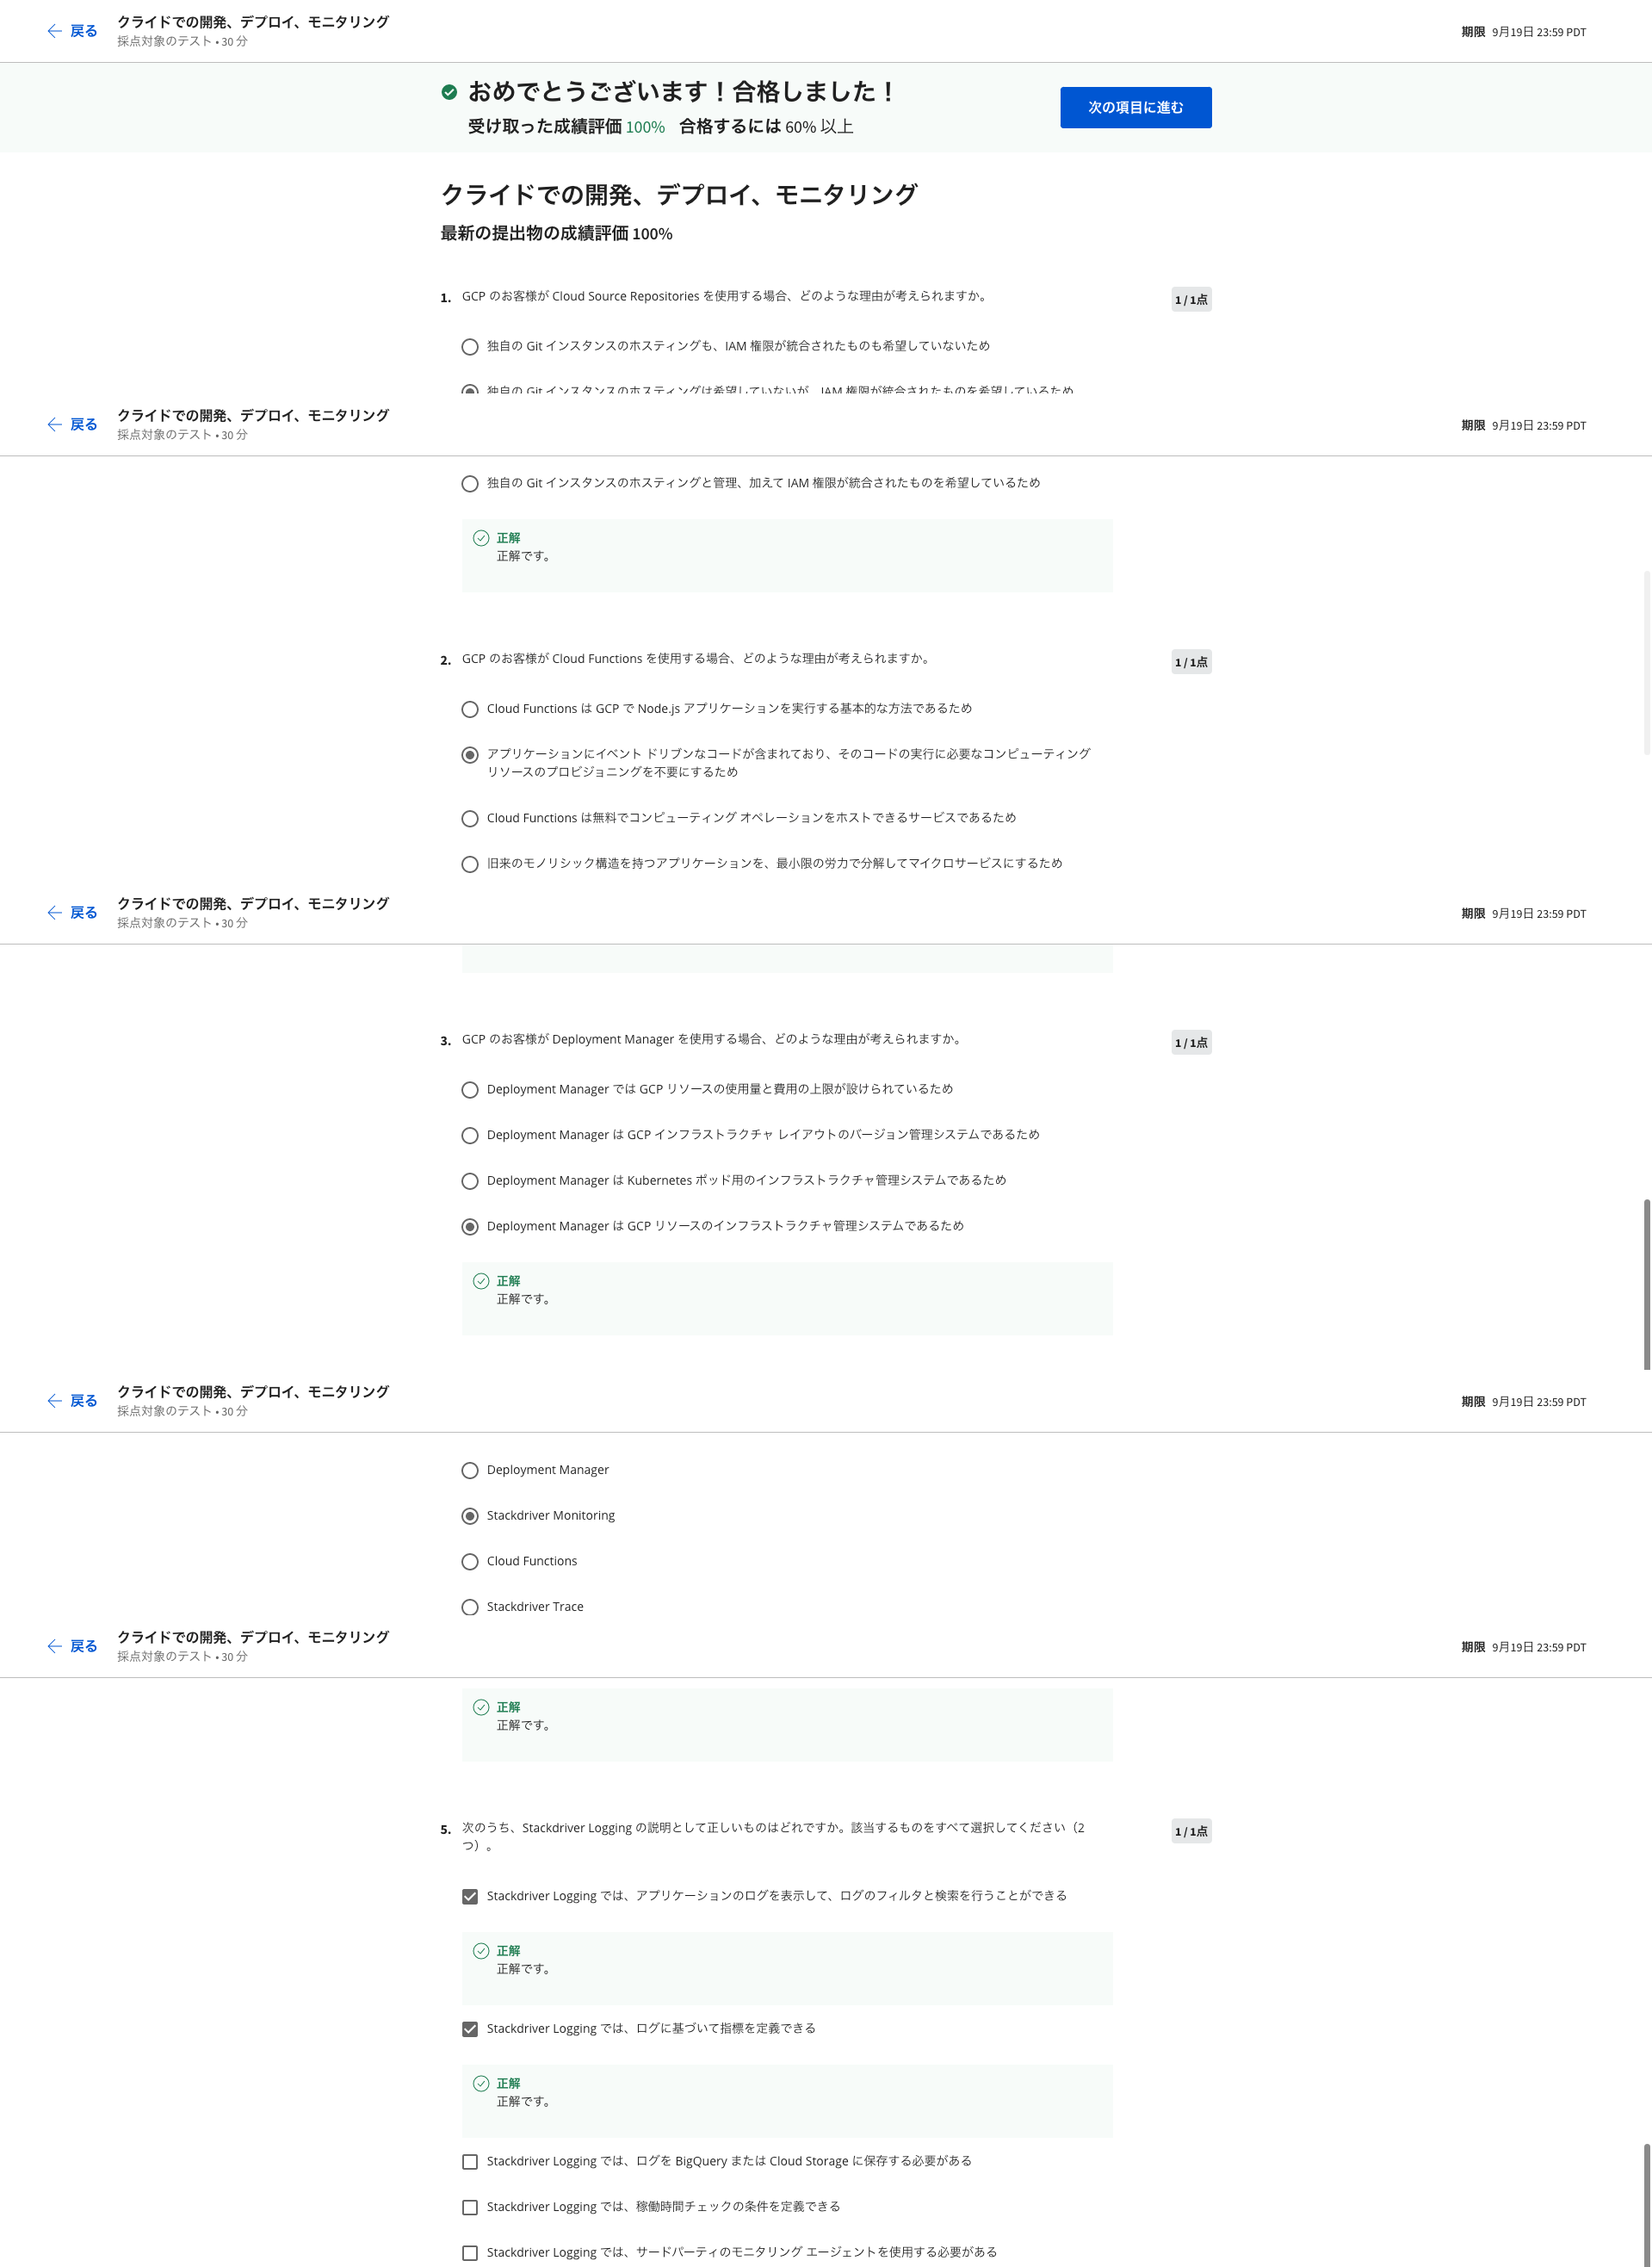 戻る
クライドでの開発、デプロイ、モニタリング
採点対象のテスト • 30 分
期限 9月19日 23:59 PDT
おめでとうございます！合格しました！
受け取った成績評価 100% 合格するには 60% 以上
次の項目に進む
クライドでの開発、デプロイ、モニタリング
最新の提出物の成績評価 100%
1. GCP のお客様が Cloud Source Repositories を使用する場合、どのような理由が考えられますか。
1 / 1点
独自の Git インスタンスのホスティングも、IAM 権限が統合されたものも希望していないため
独自の Git インスタンスのホスティングは希望していないが、IAM 権限が統合されたものを希望しているため
戻る
クライドでの開発、デプロイ、モニタリング
採点対象のテスト • 30 分
期限 9月19日 23:59 PDT
独自の Git インスタンスのホスティングと管理、加えて IAM 権限が統合されたものを希望しているため
正解
正解です。
2. GCP のお客様が Cloud Functions を使用する場合、どのような理由が考えられますか。
1 / 1点
Cloud Functions は GCP で Node.js アプリケーションを実行する基本的な方法であるため
アプリケーションにイベント ドリブンなコードが含まれており、そのコードの実行に必要なコンピューティング
リソースのプロビジョニングを不要にするため
Cloud Functions は無料でコンピューティング オペレーションをホストできるサービスであるため
旧来のモノリシック構造を持つアプリケーションを、最小限の労力で分解してマイクロサービスにするため
戻る
クライドでの開発、デプロイ、モニタリング
採点対象のテスト • 30 分
期限 9月19日 23:59 PDT
3. GCP のお客様が Deployment Manager を使用する場合、どのような理由が考えられますか。
1 / 1点
Deployment Manager では GCP リソースの使用量と費用の上限が設けられているため
Deployment Manager は GCP インフラストラクチャ レイアウトのバージョン管理システムであるため
Deployment Manager は Kubernetes ポッド用のインフラストラクチャ管理システムであるため
Deployment Manager は GCP リソースのインフラストラクチャ管理システムであるため
正解
正解です。
戻る
クライドでの開発、デプロイ、モニタリング
採点対象のテスト • 30 分
期限 9月19日 23:59 PDT
Deployment Manager
Stackdriver Monitoring
Cloud Functions
Stackdriver Trace
戻る
クライドでの開発、デプロイ、モニタリング
採点対象のテスト • 30 分
期限 9月19日 23:59 PDT
正解
正解です。
5. 次のうち、Stackdriver Logging の説明として正しいものはどれですか。該当するものをすべて選択してください（2
つ）。
1 / 1点
Stackdriver Logging では、アプリケーションのログを表示して、ログのフィルタと検索を行うことができる
正解
正解です。
Stackdriver Logging では、ログに基づいて指標を定義できる
正解
正解です。
Stackdriver Logging では、ログを BigQuery または Cloud Storage に保存する必要がある
Stackdriver Logging では、稼働時間チェックの条件を定義できる
Stackdriver Logging では、サードパーティのモニタリング エージェントを使用する必要がある